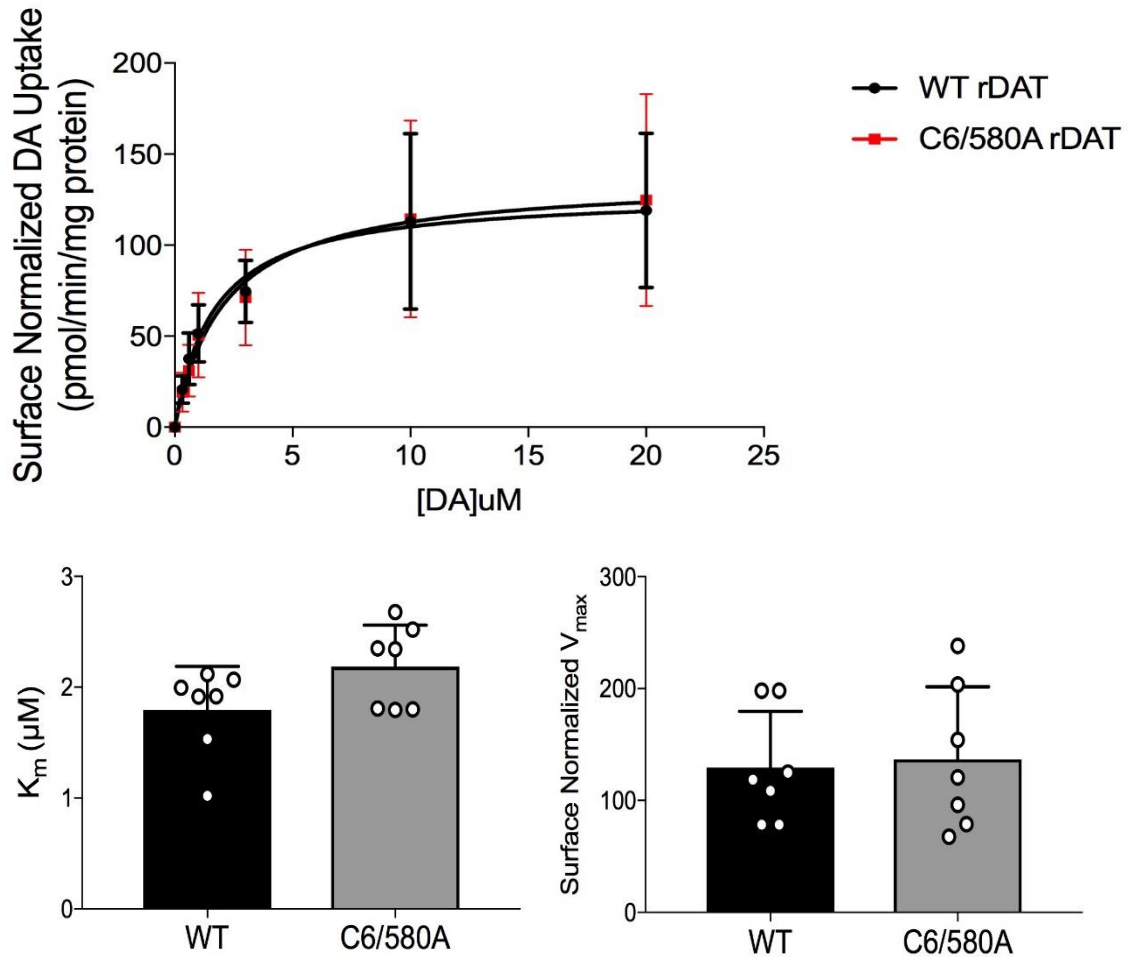 Surface Normalized DA Uptake
(pmol/min/mg protein)
200
150
100
50
0
0 5 10 15 20 25
[DA]uM
WT rDAT
C6/580A rDAT
K_m (µM)
3
2
1
0
WT C6/580A
Surface Normalized V_max
300
200
100
0
WT C6/580A